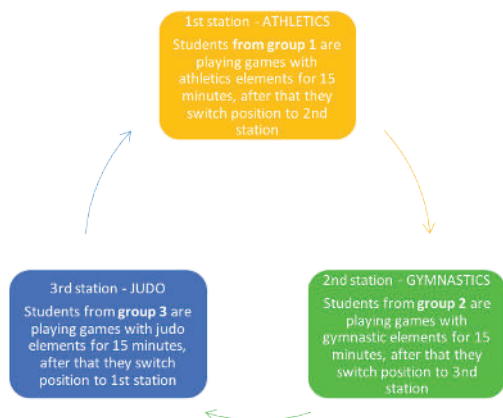 1st station - ATHLETICS
Students from group 1 are
playing games with
athletics elements for 15
minutes, after that they
switch position to 2nd
station
3rd station - JUDO
Students from group 3 are
playing games with judo
elements for 15 minutes,
after that they switch
position to 1st station
2nd station - GYMNASTICS
Students from group 2 are
playing games with
gymnastic elements for 15
minutes, after that they
switch position to 3nd
station